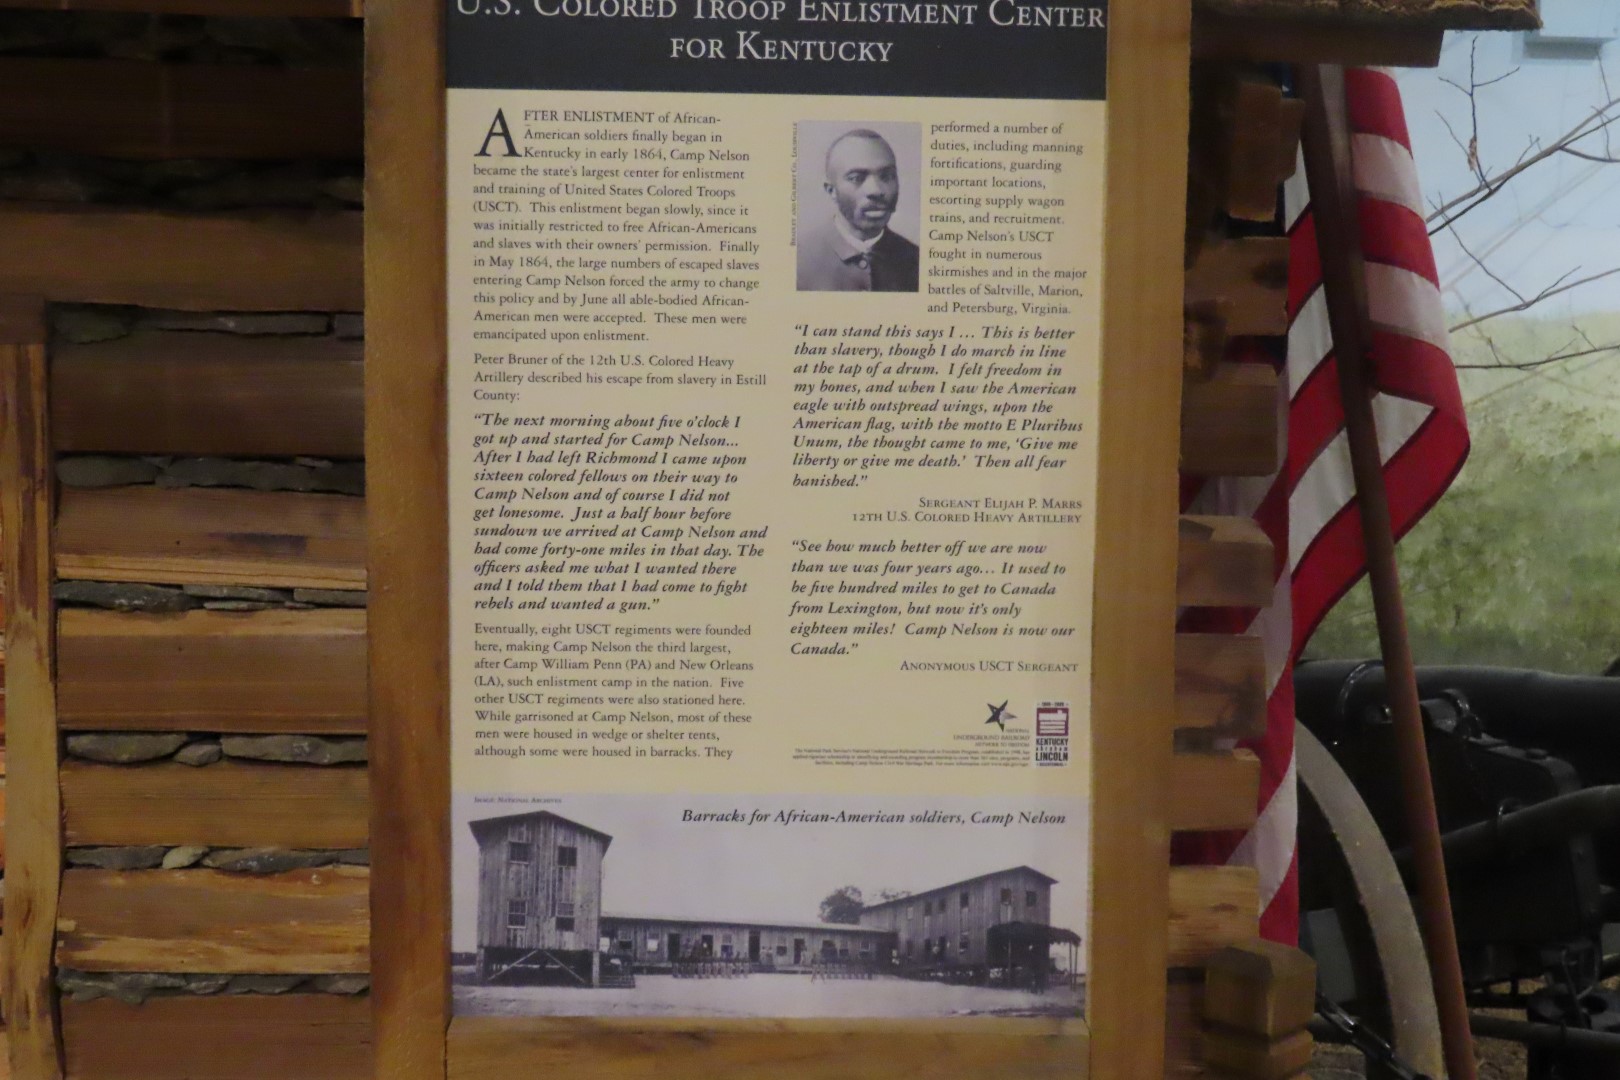 U.S. COLORED TROOP ENLISTMENT CENTER
FOR KENTUCKY
AFTER ENLISTMENT of African-
American soldiers finally began in
Kentucky in early 1864, Camp Nelson
became the state's largest center for enlistment
and training of United States Colored Troops
(USCT). This enlistment began slowly, since it
was initially restricted to free African-Americans
and slaves with their owners' permission. Finally
in May 1864, the large numbers of escaped slaves
entering Camp Nelson forced the army to change
this policy and by June all able-bodied African-
American men were accepted. These men were
emancipated upon enlistment.
Peter Bruner of the 12th U.S. Colored Heavy
Artillery described his escape from slavery in Estill
County:
"The next morning about five o'clock I
got up and started for Camp Nelson...
After I had left Richmond I came upon
sixteen colored fellows on their way to
Camp Nelson and of course I did not
get lonesome. Just a half hour before
sundown we arrived at Camp Nelson and
had come forty-one miles in that day. The
officers asked me what I wanted there
and I told them that I had come to fight
rebels and wanted a gun."
Eventually, eight USCT regiments were founded
here, making Camp Nelson the third largest,
after Camp William Penn (PA) and New Orleans
(LA), such enlistment camp in the nation. Five
other USCT regiments were also stationed here.
While garrisoned at Camp Nelson, most of these
men were housed in wedge or shelter tents,
although some were housed in barracks. They
BRADLEY AND GILBERT CO., LOUISVILLE
performed a number of
duties, including manning
fortifications, guarding
important locations,
escorting supply wagon
trains, and recruitment.
Camp Nelson's USCT
fought in numerous
skirmishes and in the major
battles of Saltville, Marion,
and Petersburg, Virginia.
"I can stand this says I ... This is better
than slavery, though I do march in line
at the tap of a drum. I felt freedom in
my bones, and when I saw the American
eagle with outspread wings, upon the
American flag, with the motto E Pluribus
Unum, the thought came to me, 'Give me
liberty or give me death.' Then all fear
banished."
SERGEANT ELIJAH P. MARRS
12TH U.S. COLORED HEAVY ARTILLERY
"See how much better off we are now
than we was four years ago... It used to
be five hundred miles to get to Canada
from Lexington, but now it's only
eighteen miles! Camp Nelson is now our
Canada."
ANONYMOUS USCT SERGEANT
NATIONAL
UNDERGROUND RAILROAD
NETWORK TO FREEDOM
KENTUCKY
ABRAHAM
LINCOLN
BICENTENNIAL
IMAGE: NATIONAL ARCHIVES
Barracks for African-American soldiers, Camp Nelson